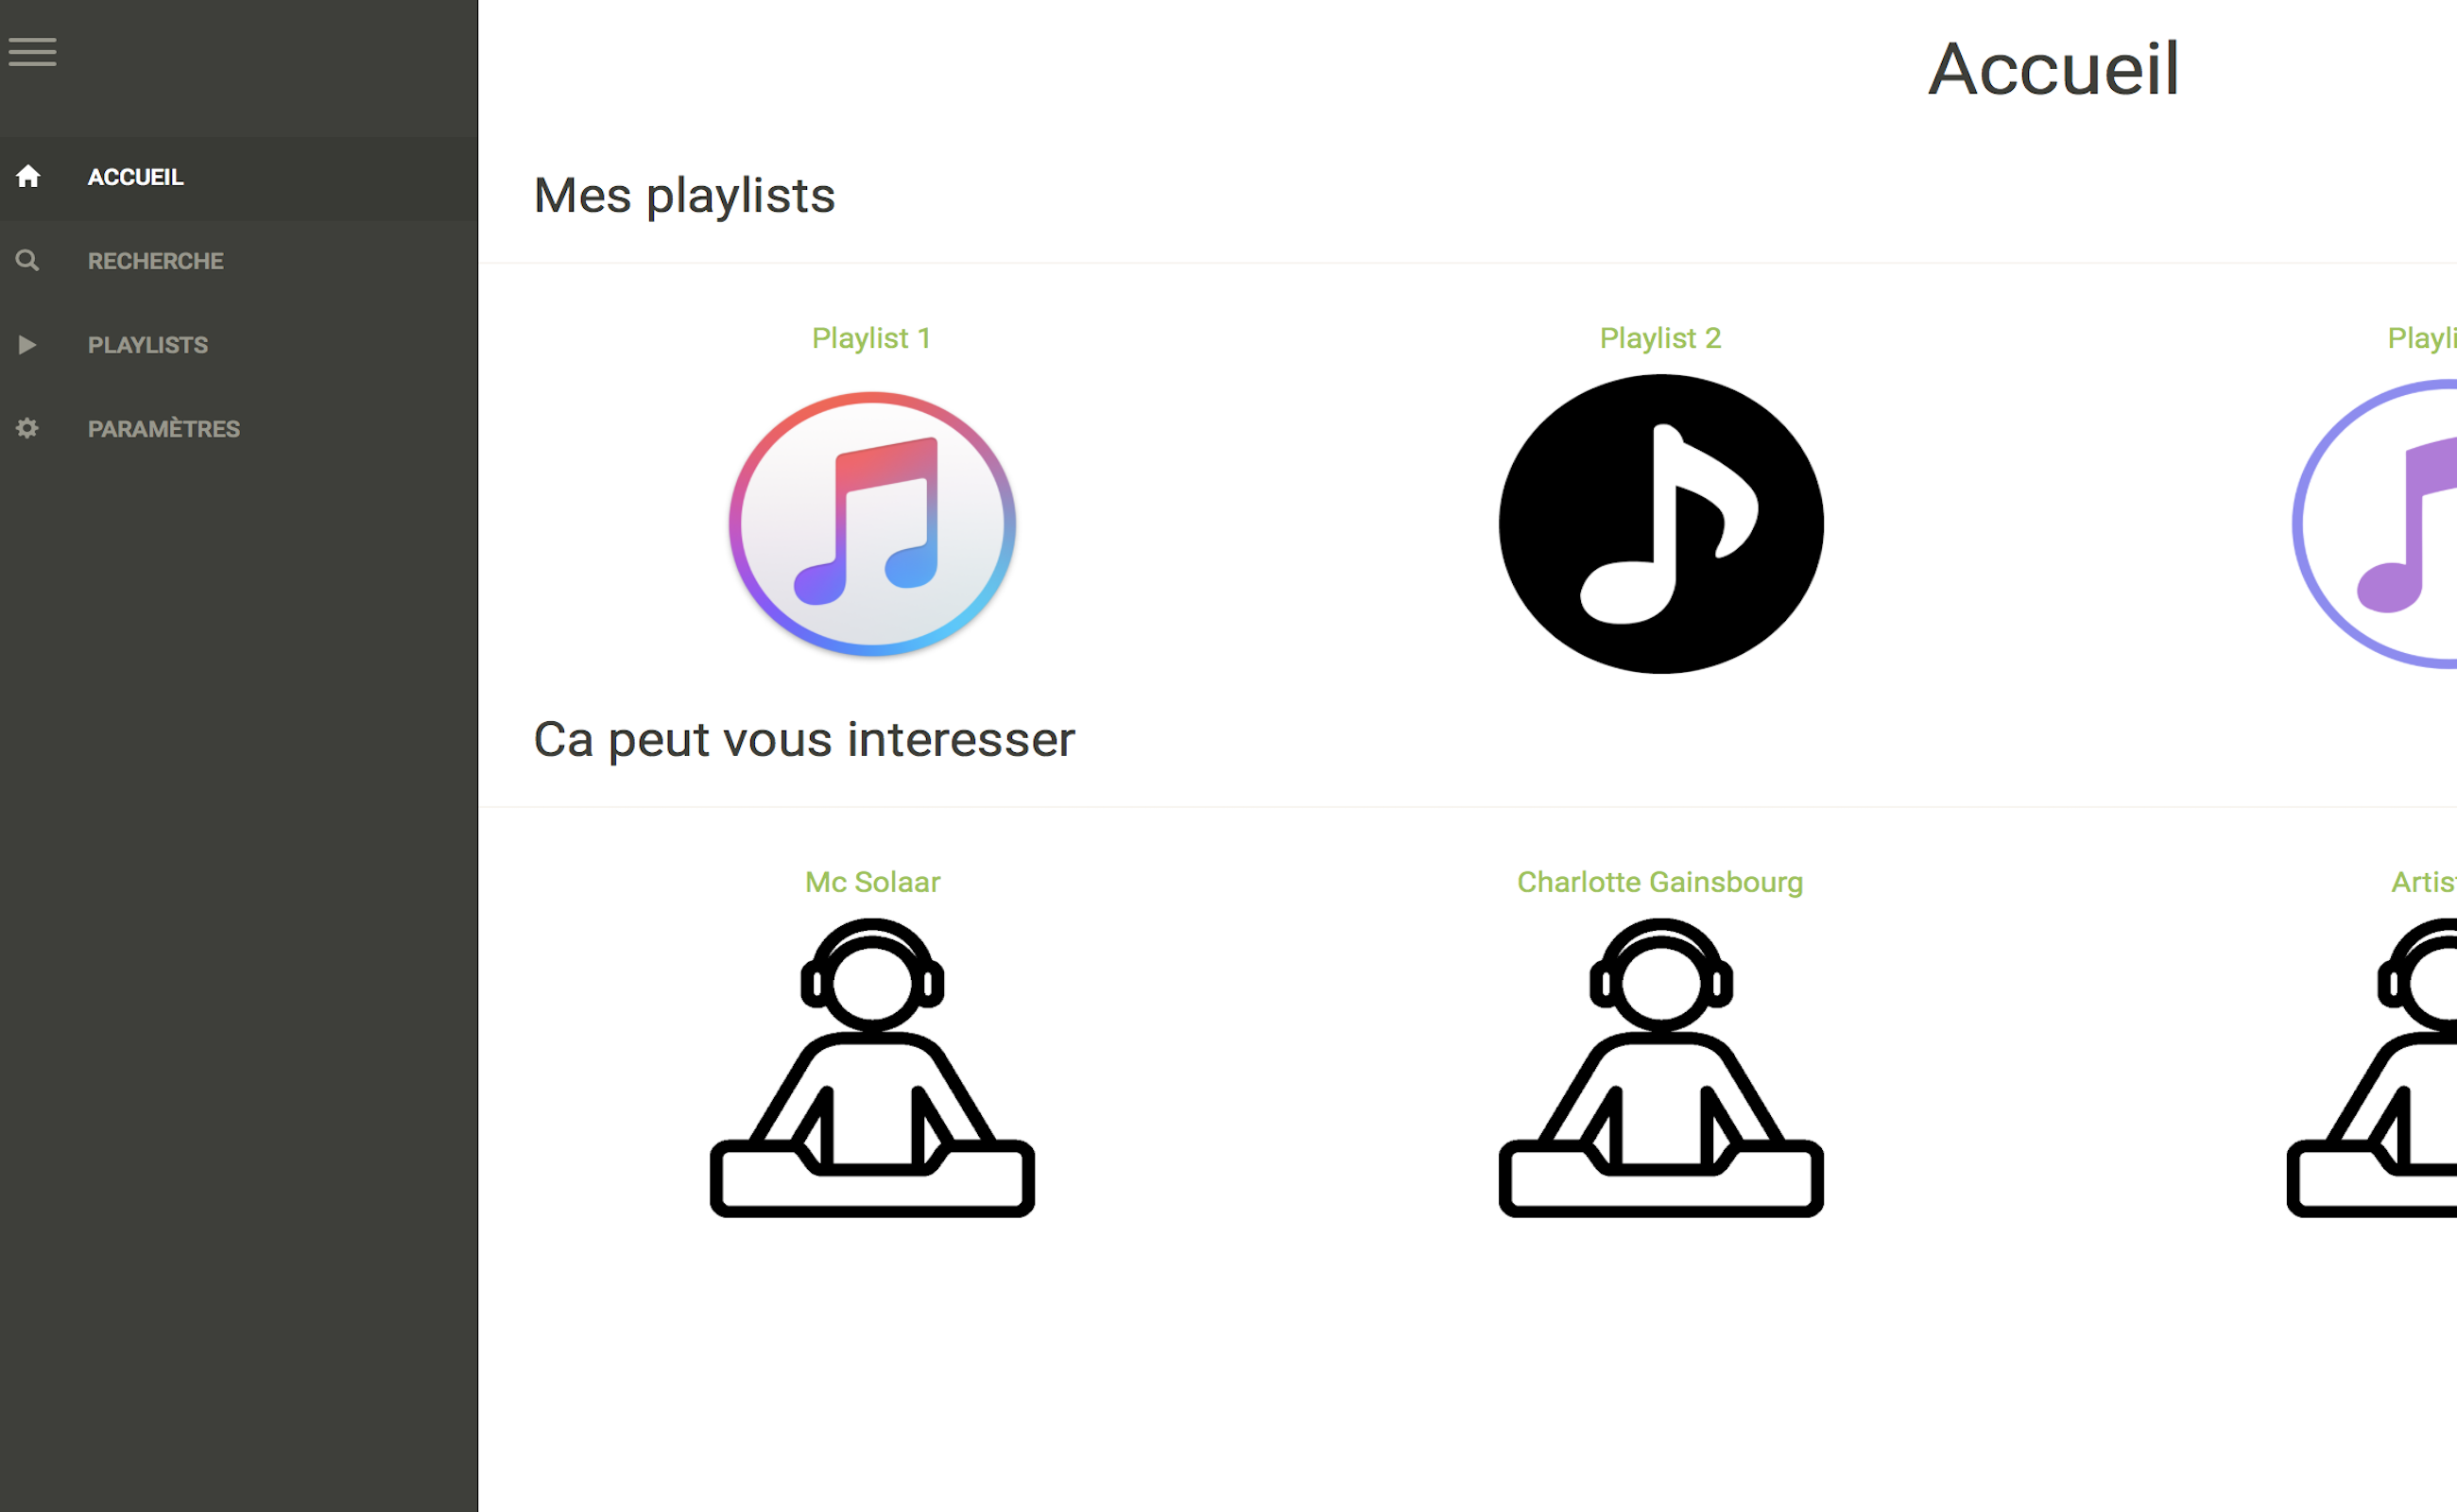 Accueil
ACCUEIL
RECHERCHE
PLAYLISTS
PARAMÈTRES
Mes playlists
Playlist 1
Playlist 2
Playli
Ca peut vous interesser
Mc Solaar
Charlotte Gainsbourg
Artis